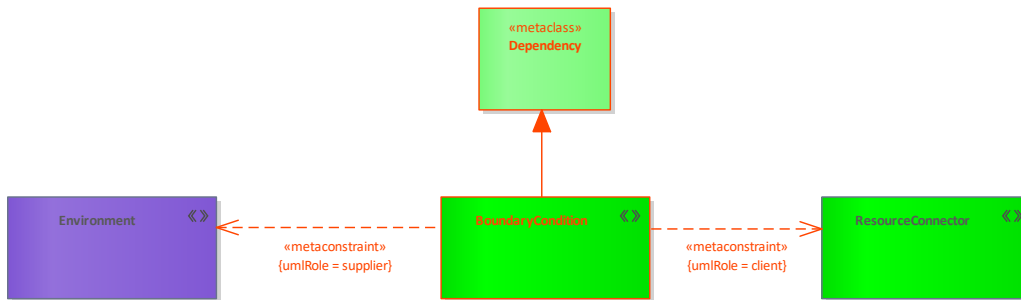 «metaclass»
Dependency
Environment
«»
BoundaryCondition
«»
ResourceConnector
«»
«metaconstraint»
{umlRole = supplier}
«metaconstraint»
{umlRole = client}